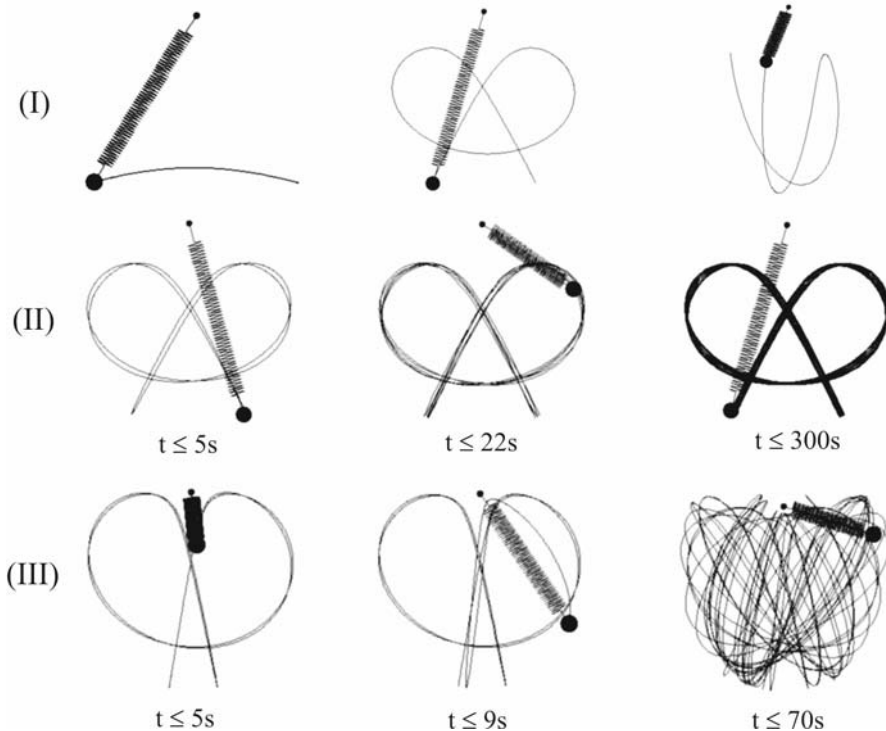 (I)
(II)
t ≤ 5s t ≤ 22s t ≤ 300s
(III)
t ≤ 5s t ≤ 9s t ≤ 70s